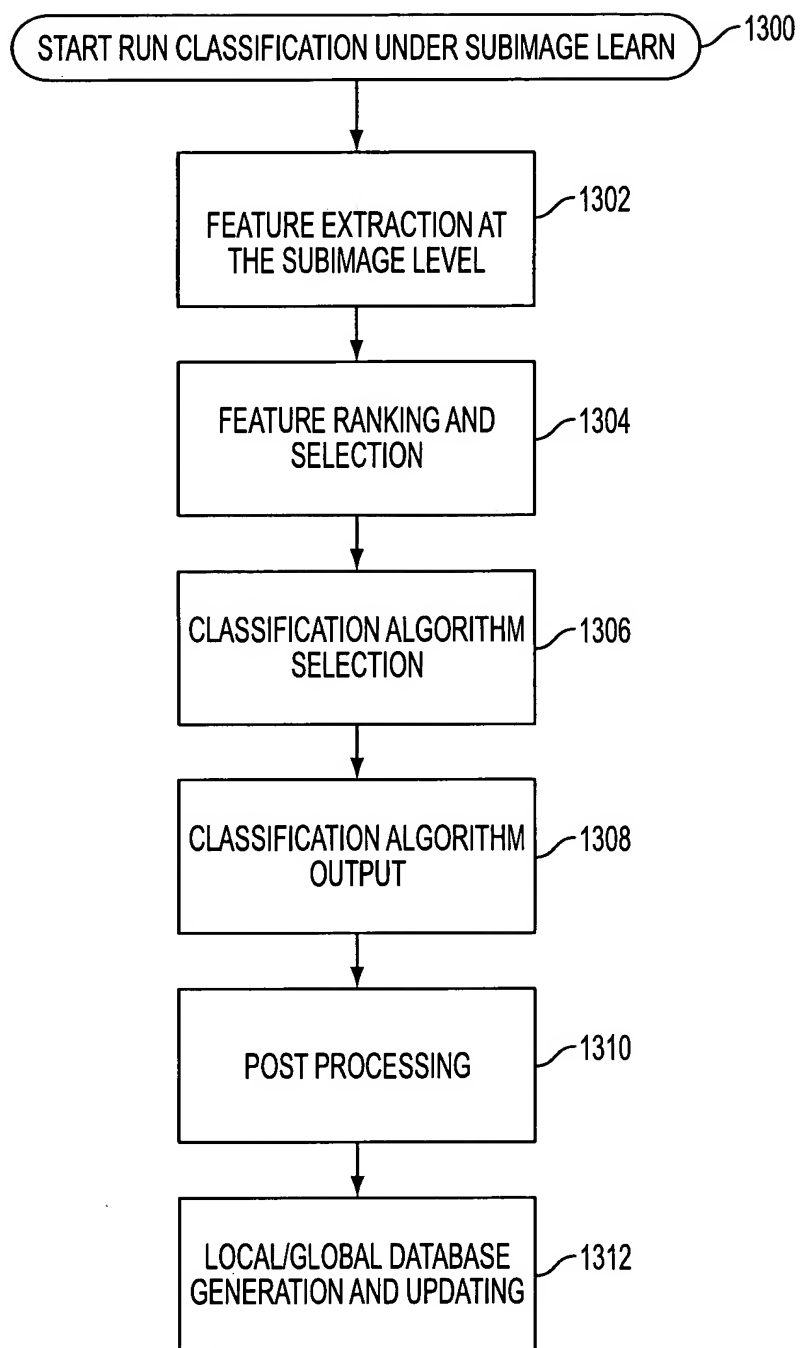 START RUN CLASSIFICATION UNDER SUBIMAGE LEARN
1300
FEATURE EXTRACTION AT
THE SUBIMAGE LEVEL
1302
FEATURE RANKING AND
SELECTION
1304
CLASSIFICATION ALGORITHM
SELECTION
1306
CLASSIFICATION ALGORITHM
OUTPUT
1308
POST PROCESSING
1310
LOCAL/GLOBAL DATABASE
GENERATION AND UPDATING
1312